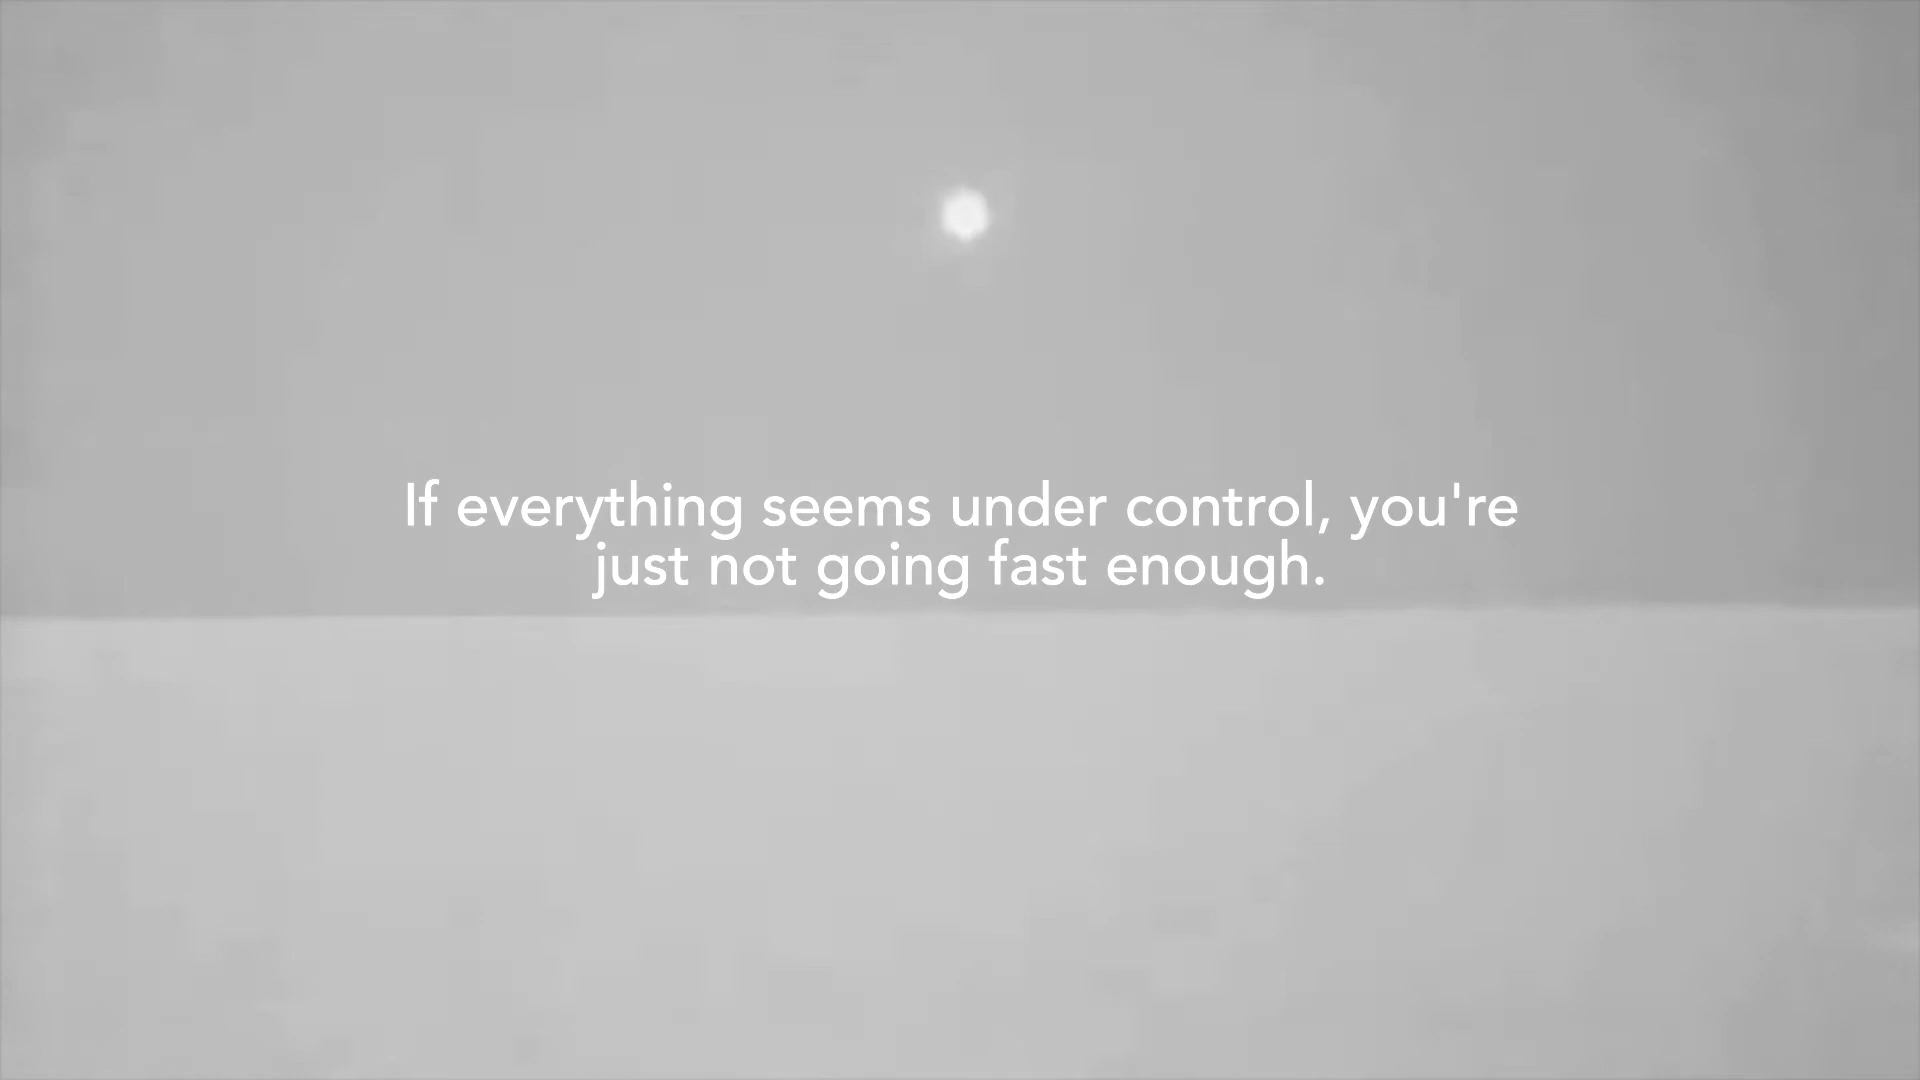 If everything seems under control, you're
just not going fast enough.